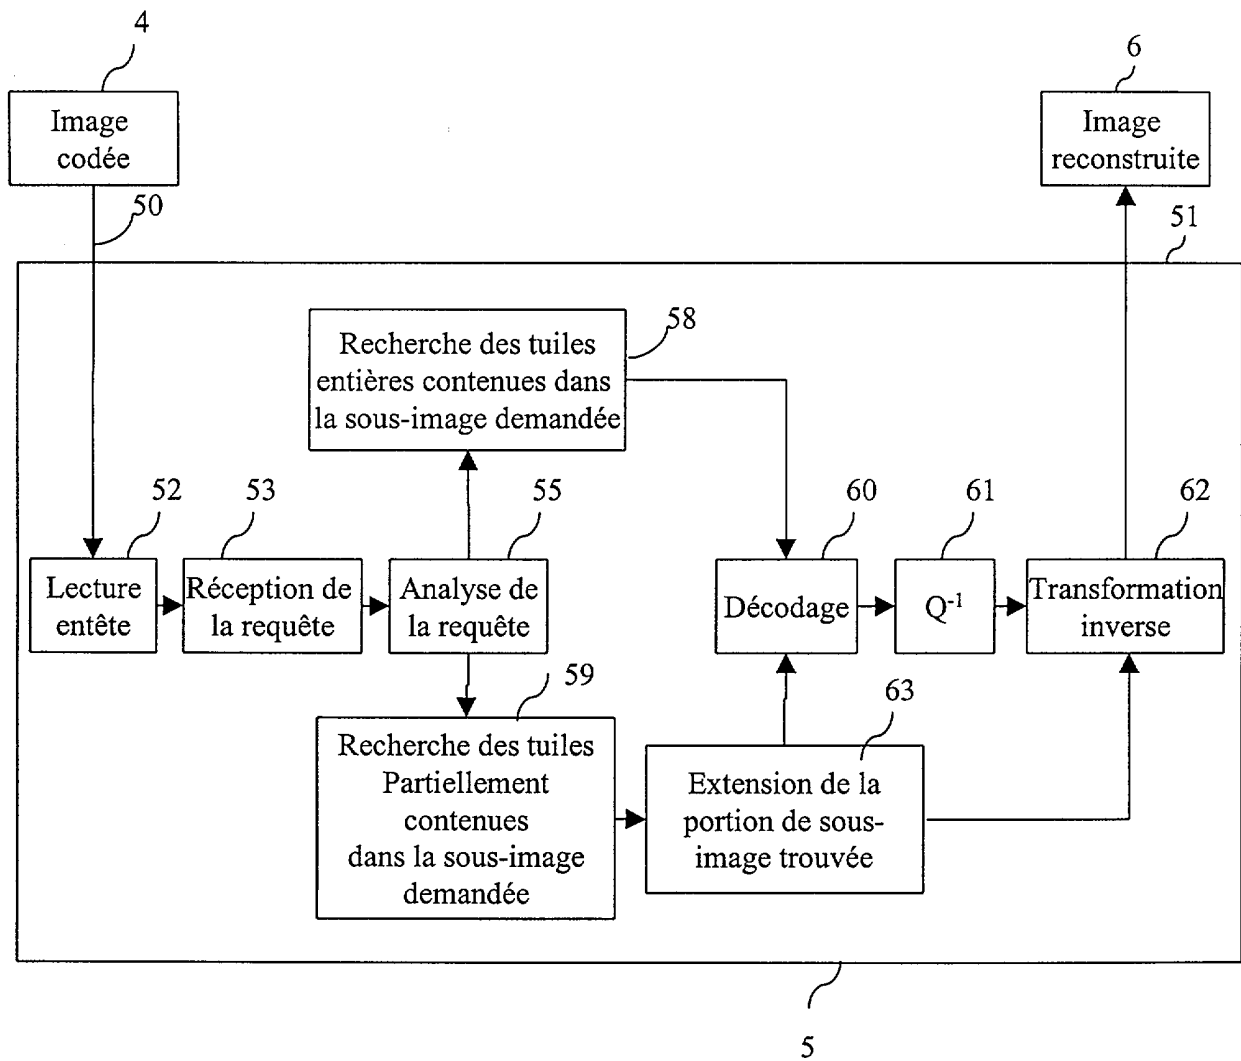 4
6
Image
codée
Image
reconstruite
50
51
58
Recherche des tuiles
entières contenues dans
la sous-image demandée
52
53
55
60
61
62
Lecture
entête
Réception de
la requête
Analyse de
la requête
Décodage
Q-1
Transformation
inverse
59
63
Recherche des tuiles
Partiellement
contenues
dans la sous-image
demandée
Extension de la
portion de sous-
image trouvée
5